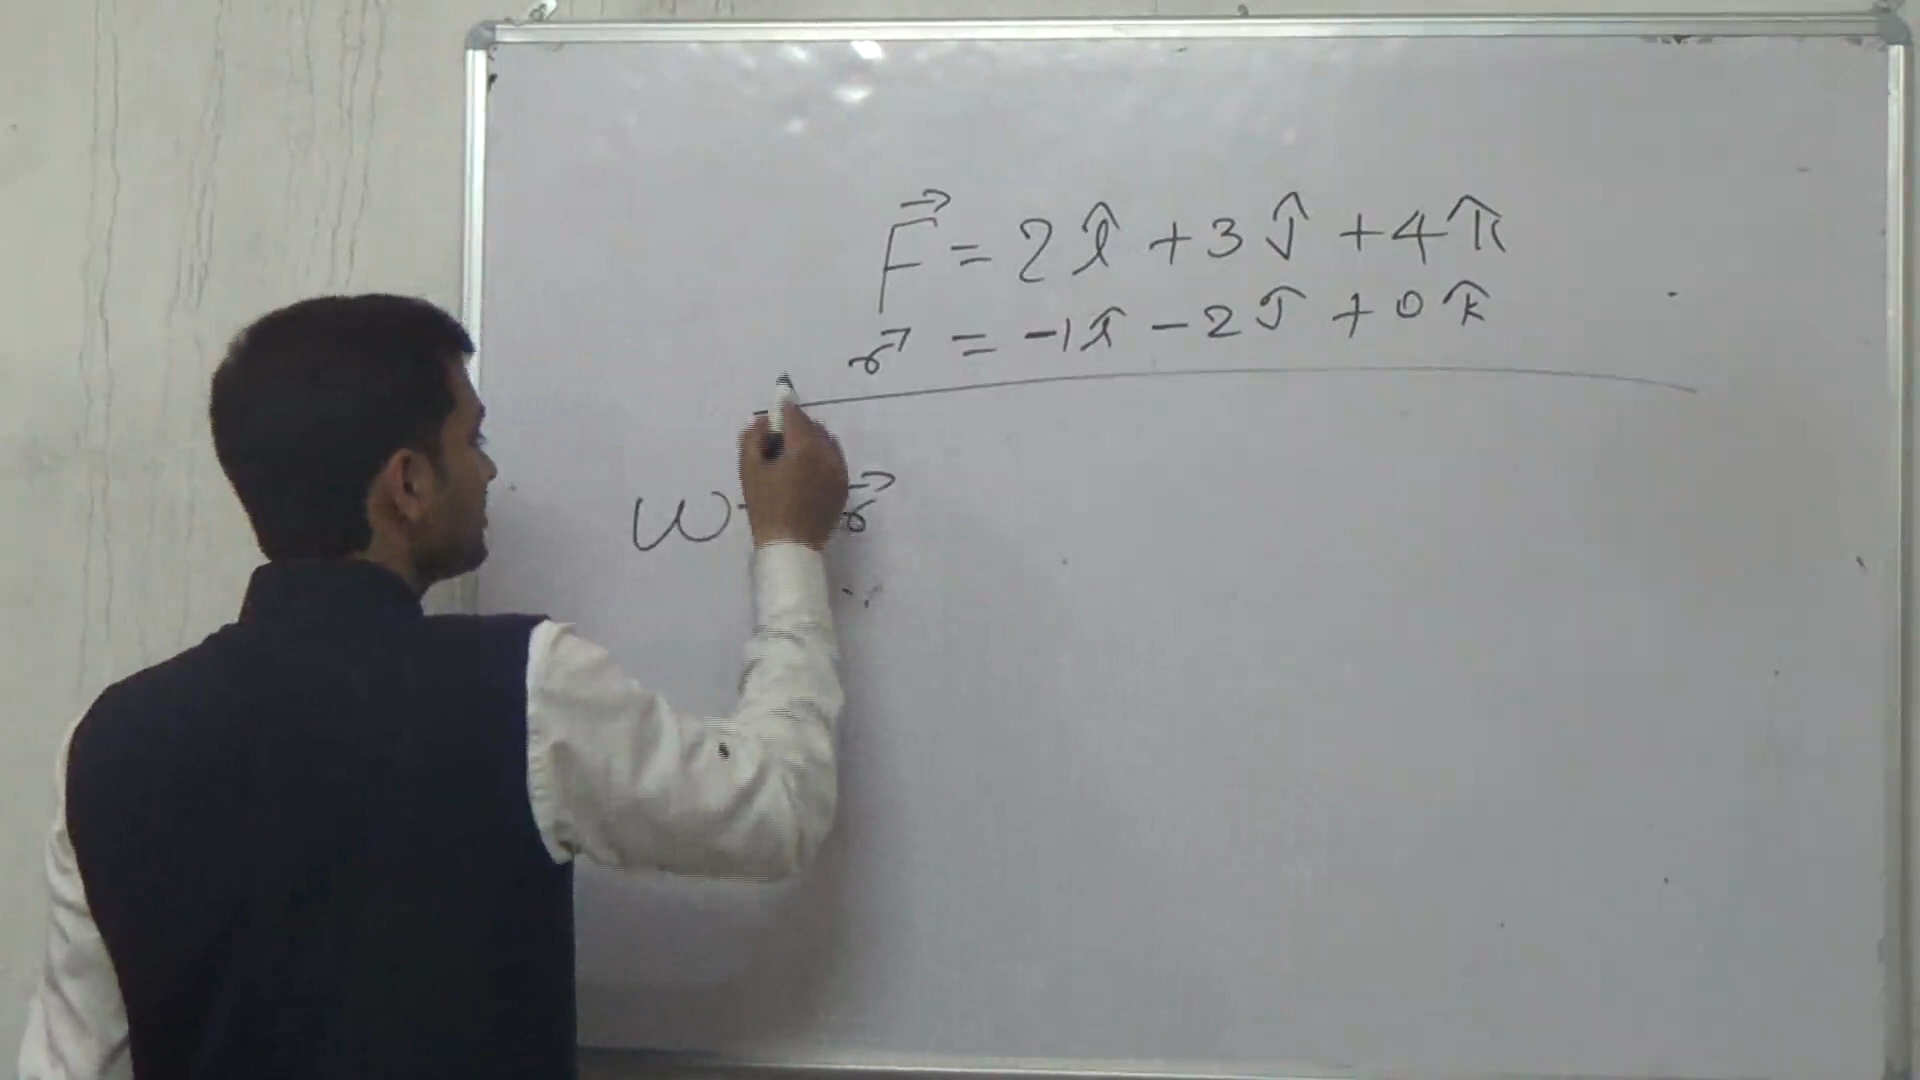 F⃗ = 2î + 3ĵ + 4k̂
r⃗ = -1î - 2ĵ + 0k̂
W r⃗